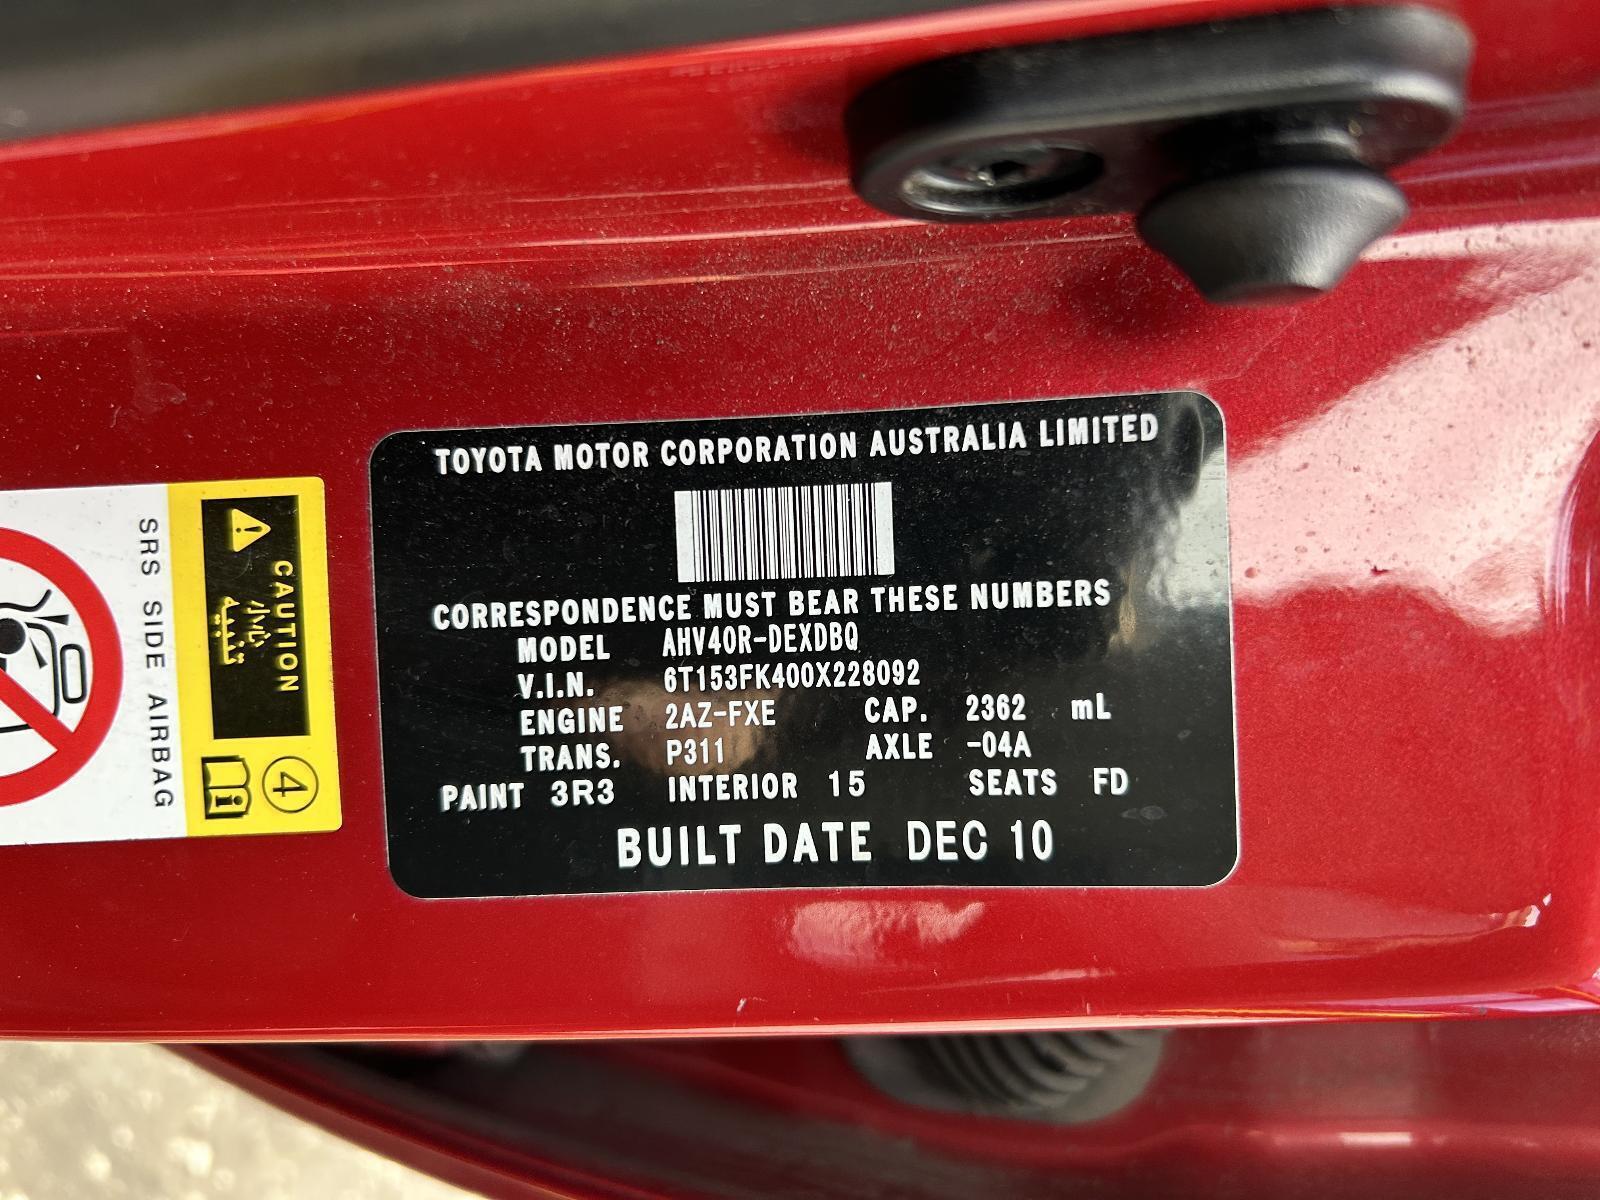 TOYOTA MOTOR CORPORATION AUSTRALIA LIMITED
CORRESPONDENCE MUST BEAR THESE NUMBERS
MODEL AHV40R-DEXDBQ
V.I.N. 6T153FK400X228092
ENGINE 2AZ-FXE CAP. 2362 mL
TRANS. P311 AXLE -04A
PAINT 3R3 INTERIOR 15 SEATS FD
BUILT DATE DEC 10
CAUTION
تنبيه
4
SRS SIDE AIRBAG